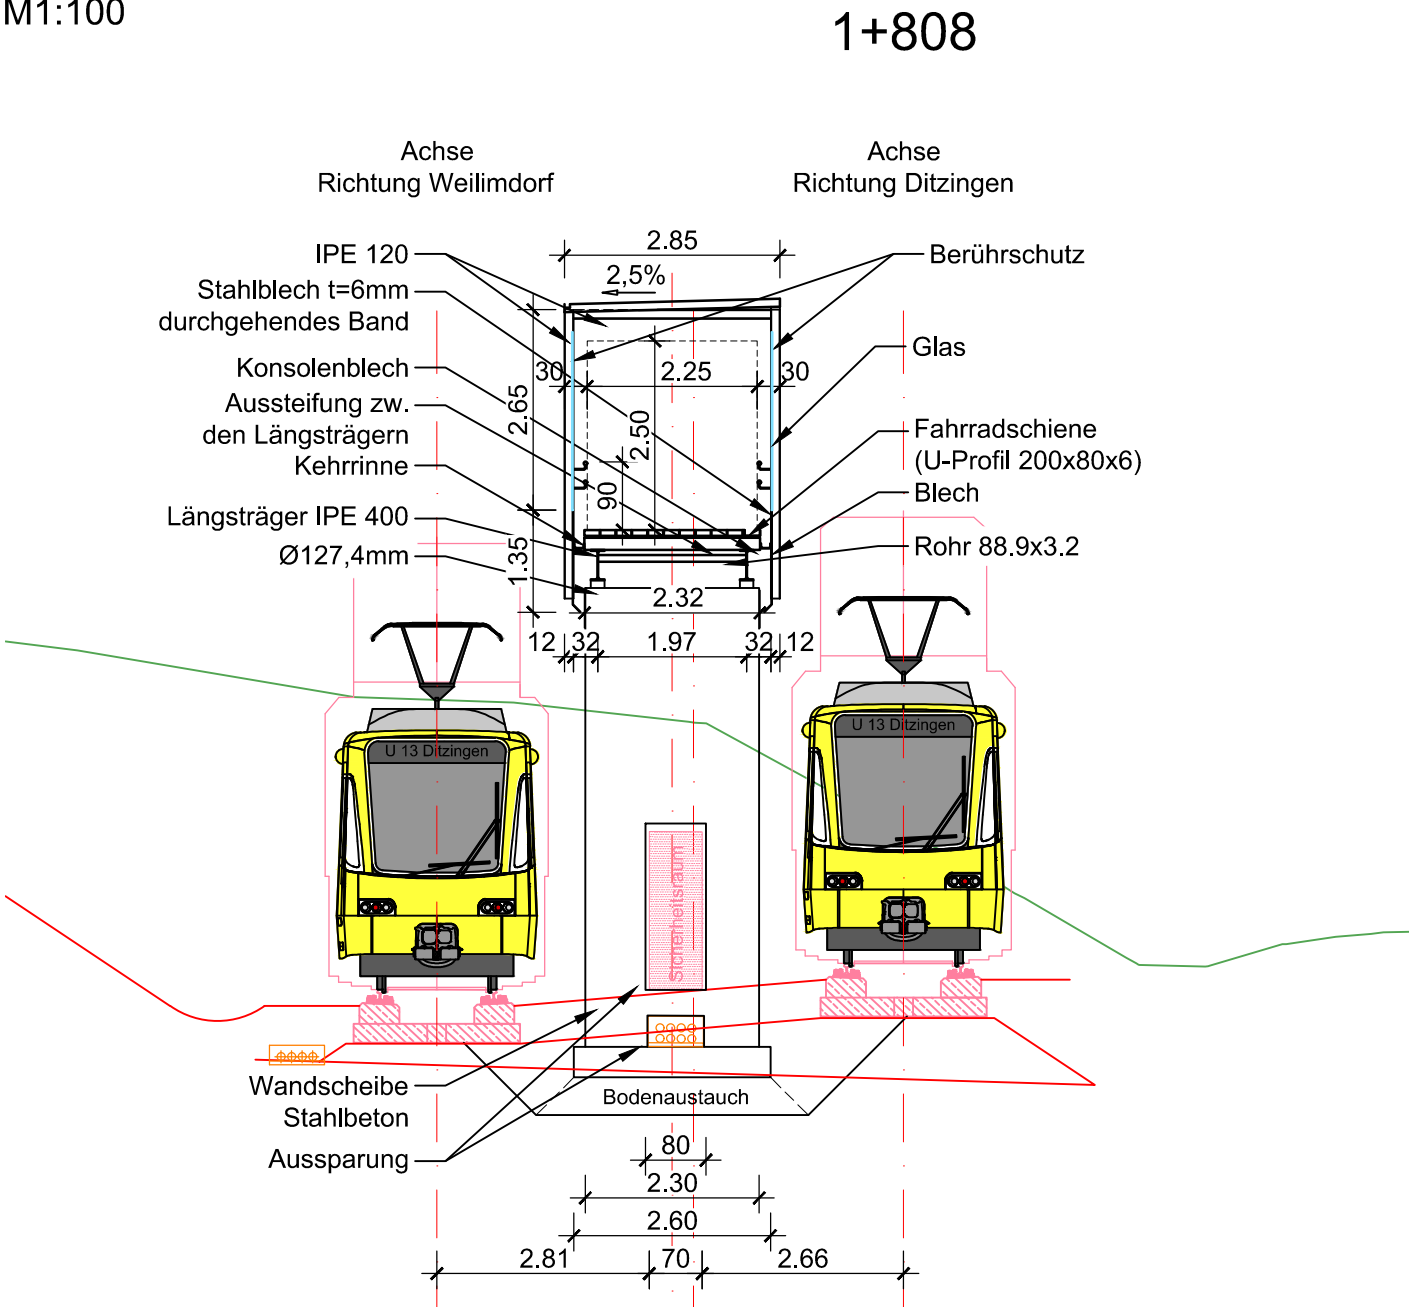 M1:100
1+808
Achse
Richtung Weilimdorf
Achse
Richtung Ditzingen
2.85
IPE 120
Berührschutz
2,5%
Stahlblech t=6mm
durchgehendes Band
Glas
Konsolenblech
30
2.25
30
Aussteifung zw.
den Längsträgern
2.65
2.50
Fahrradschiene
(U-Profil 200x80x6)
Kehrrinne
90
Blech
Längsträger IPE 400
Rohr 88.9x3.2
Ø127,4mm
1.35
2.32
12
32
1.97
32
12
U 13 Ditzingen
U 13 Ditzingen
Sicherheitsraum
Wandscheibe
Stahlbeton
Bodenaustauch
Aussparung
80
2.30
2.60
2.81
70
2.66